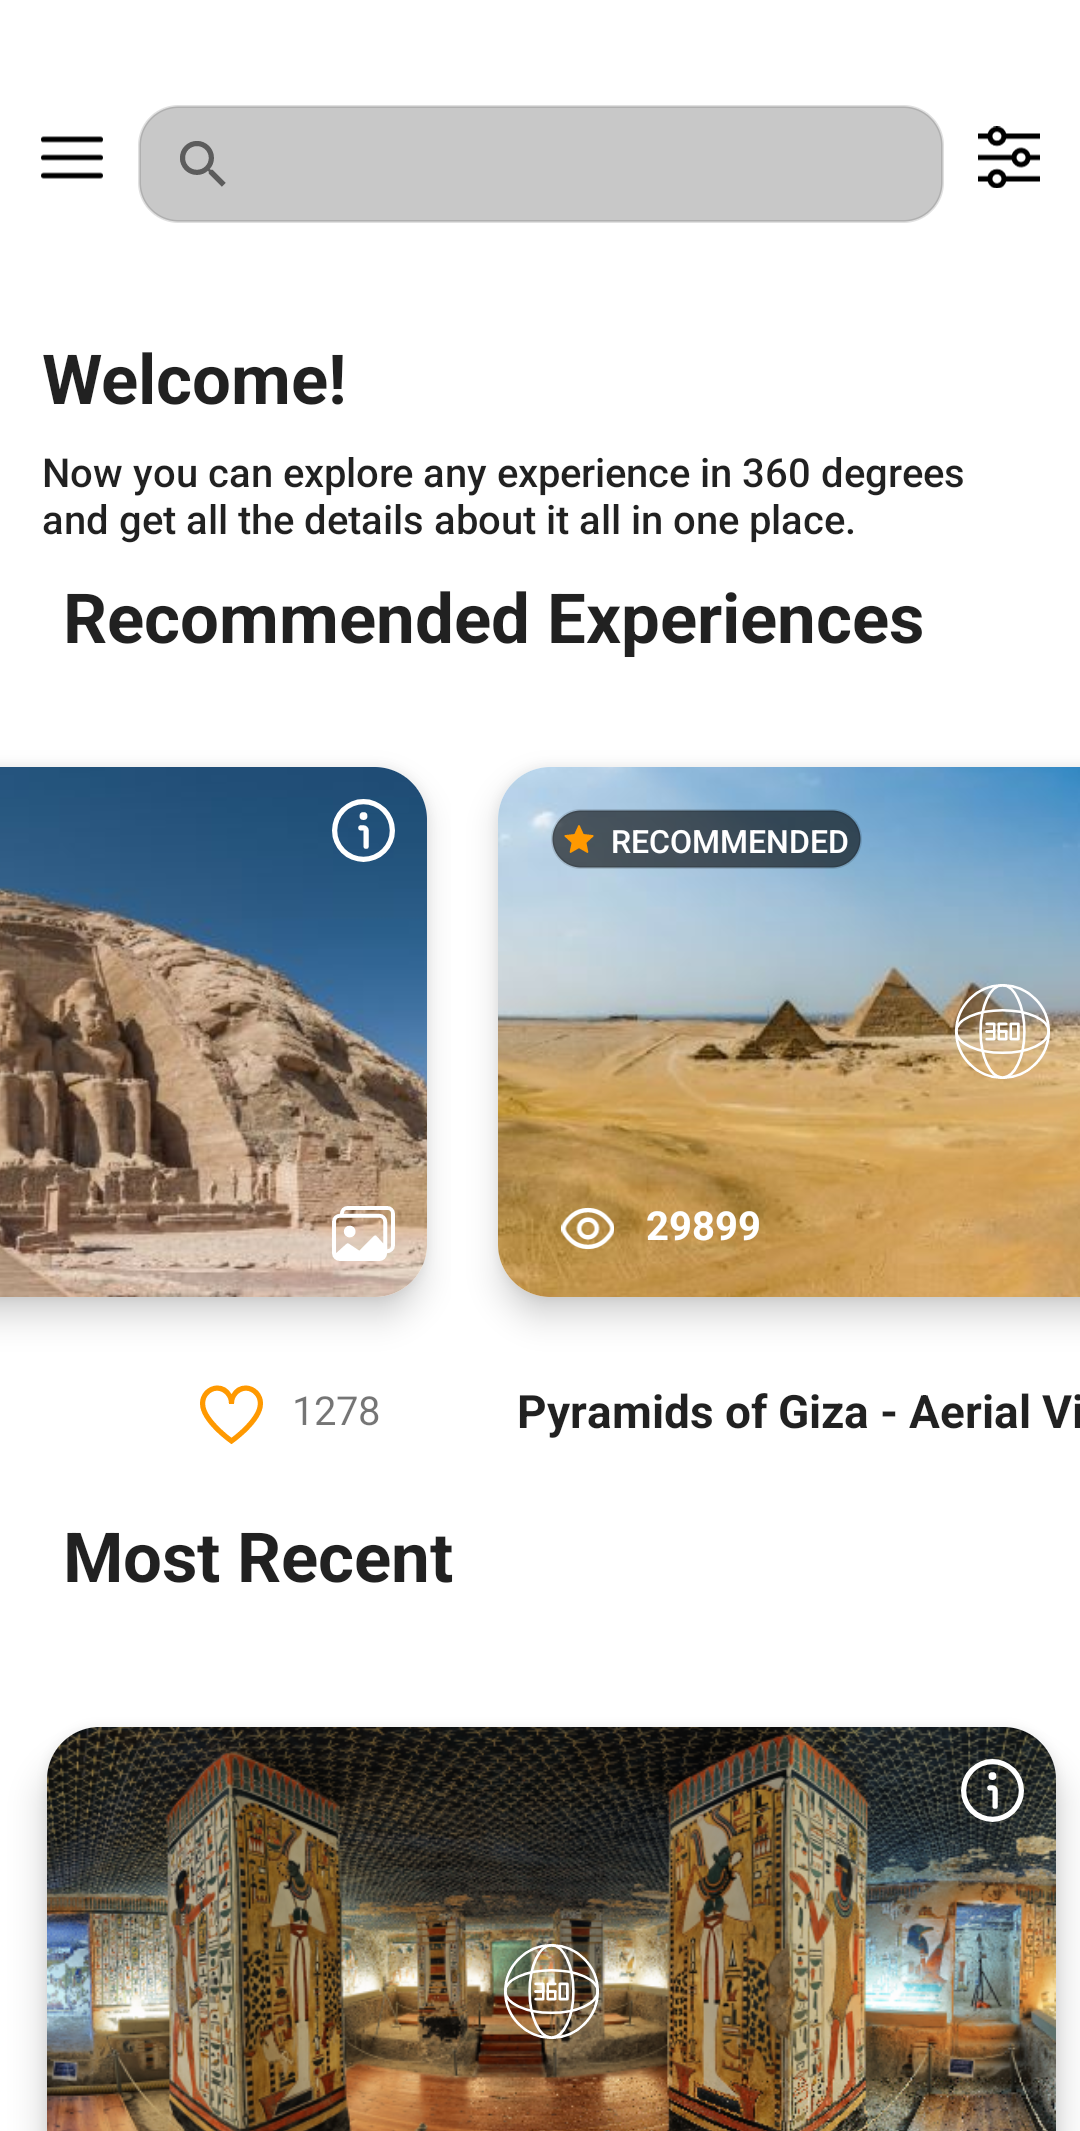 Welcome!
Now you can explore any experience in 360 degrees
and get all the details about it all in one place.
Recommended Experiences
RECOMMENDED
360°
29899
1278
Pyramids of Giza - Aerial Vi
Most Recent
360°